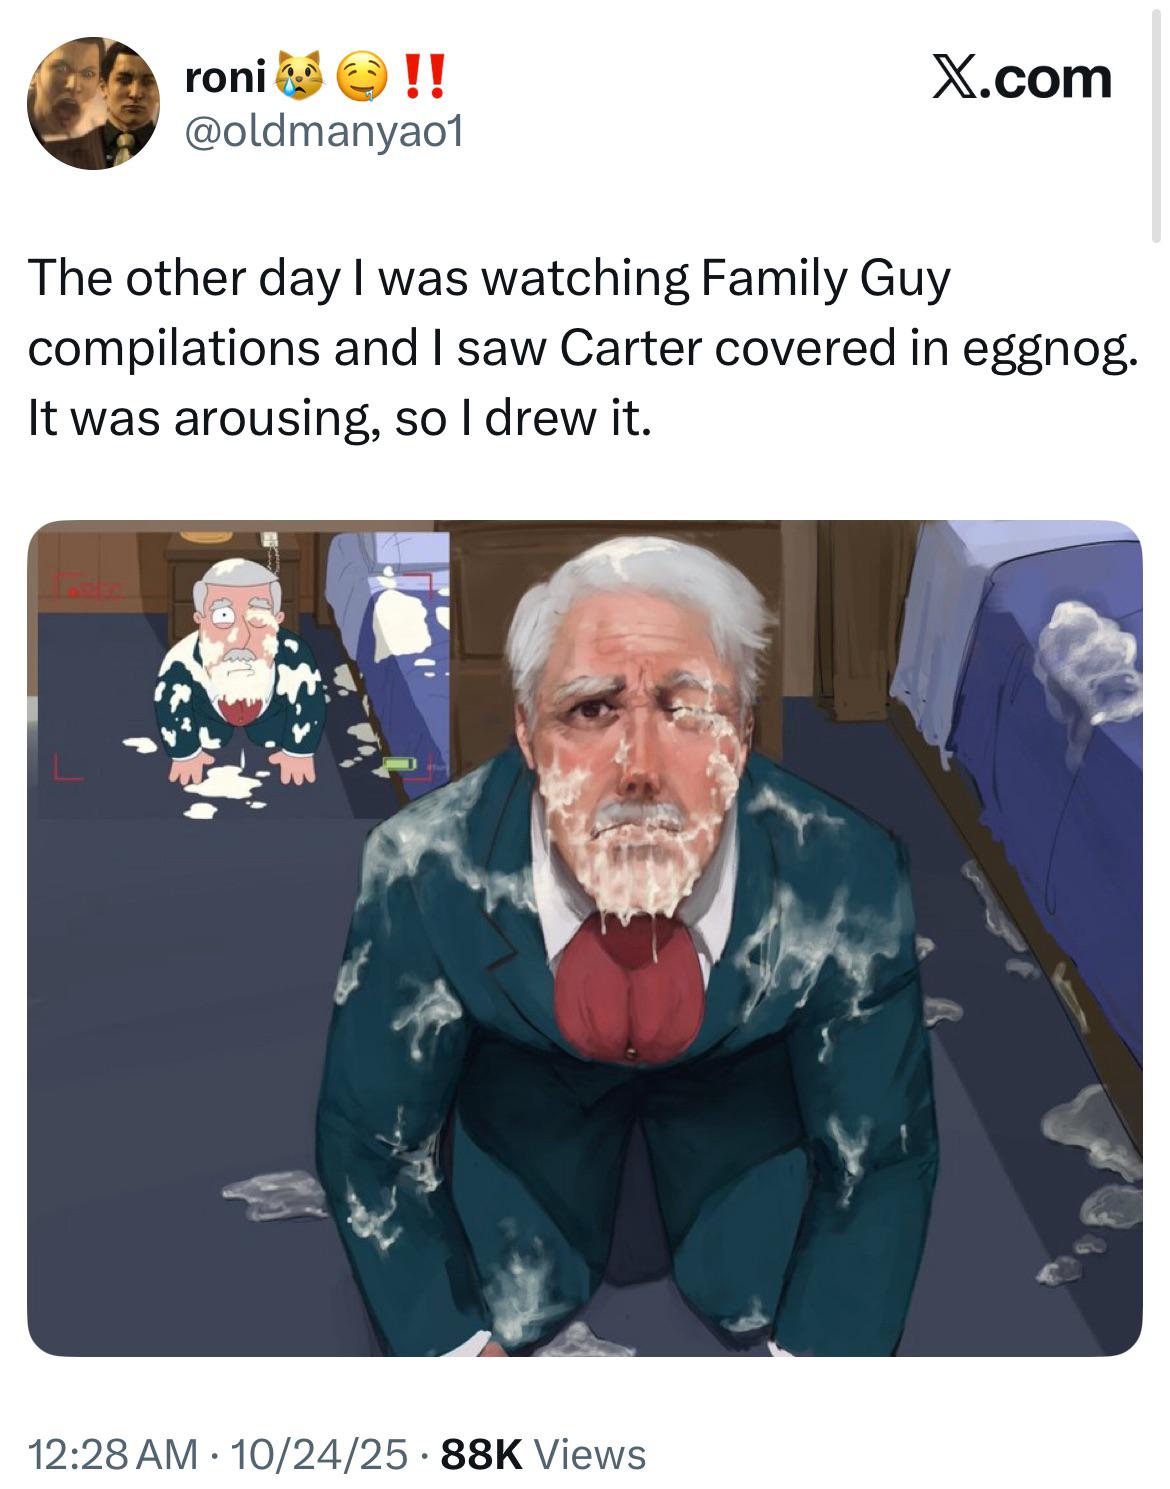 roni😿🤤‼️
X.com
@oldmanyao1
The other day I was watching Family Guy
compilations and I saw Carter covered in eggnog.
It was arousing, so I drew it.
REC
12:28 AM · 10/24/25 · 88K Views